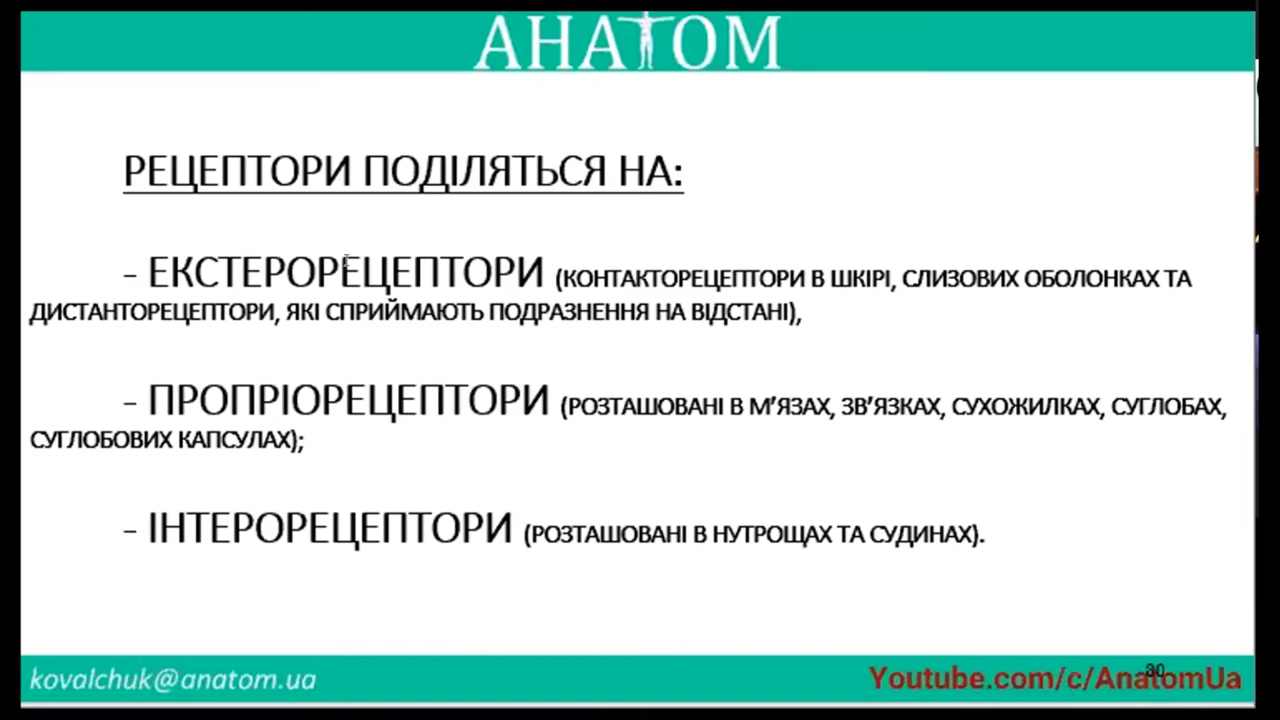 АНАТОМ
РЕЦЕПТОРИ ПОДІЛЯТЬСЯ НА:
- ЕКСТЕРОРЕЦЕПТОРИ (КОНТАКТОРЕЦЕПТОРИ В ШКІРІ, СЛИЗОВИХ ОБОЛОНКАХ ТА
ДИСТАНТОРЕЦЕПТОРИ, ЯКІ СПРИЙМАЮТЬ ПОДРАЗНЕННЯ НА ВІДСТАНІ),
- ПРОПРІОРЕЦЕПТОРИ (РОЗТАШОВАНІ В М’ЯЗАХ, ЗВ’ЯЗКАХ, СУХОЖИЛКАХ, СУГЛОБАХ,
СУГЛОБОВИХ КАПСУЛАХ);
- ІНТЕРОРЕЦЕПТОРИ (РОЗТАШОВАНІ В НУТРОЩАХ ТА СУДИНАХ).
kovalchuk@anatom.ua
Youtube.com/c/AnatomUa
30